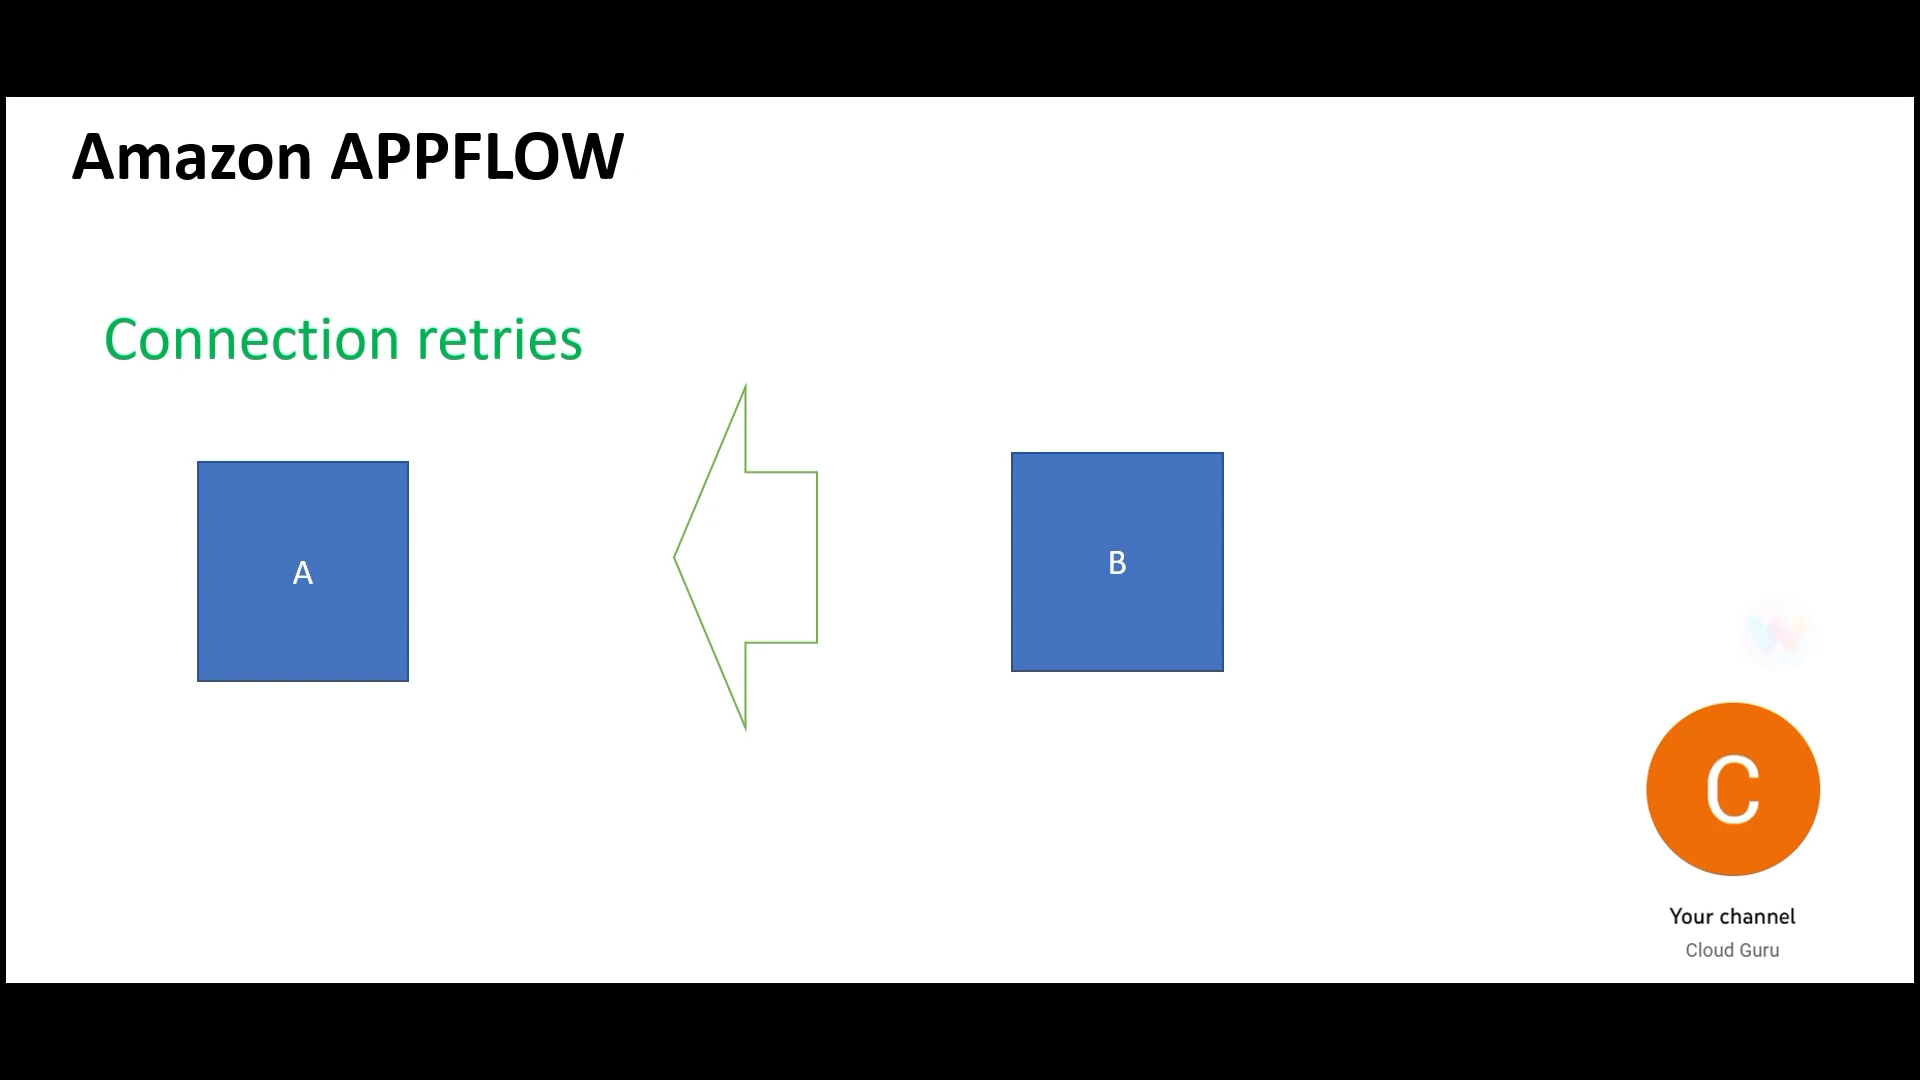 Amazon APPFLOW
Connection retries
A
B
C
Your channel
Cloud Guru